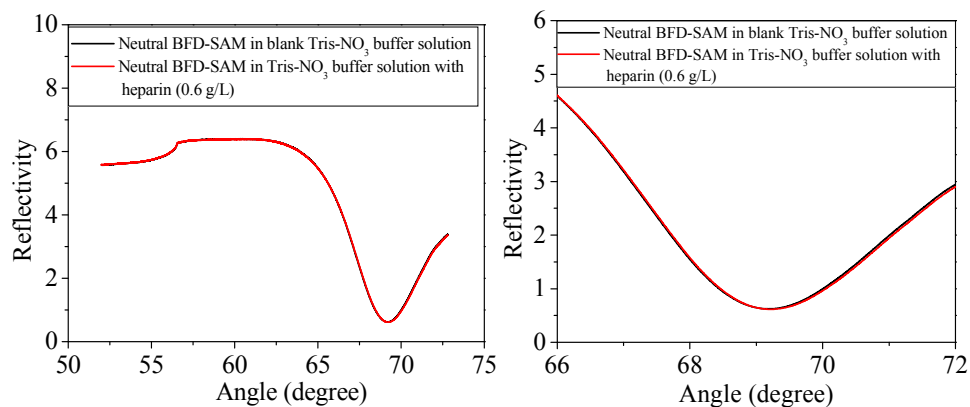 10
8
6
4
2
0
Reflectivity
Neutral BFD-SAM in blank Tris-NO3 buffer solution
Neutral BFD-SAM in Tris-NO3 buffer solution with
heparin (0.6 g/L)
50 55 60 65 70 75
Angle (degree)
6
5
4
3
2
1
0
Reflectivity
Neutral BFD-SAM in blank Tris-NO3 buffer solution
Neutral BFD-SAM in Tris-NO3 buffer solution with
heparin (0.6 g/L)
66 68 70 72
Angle (degree)